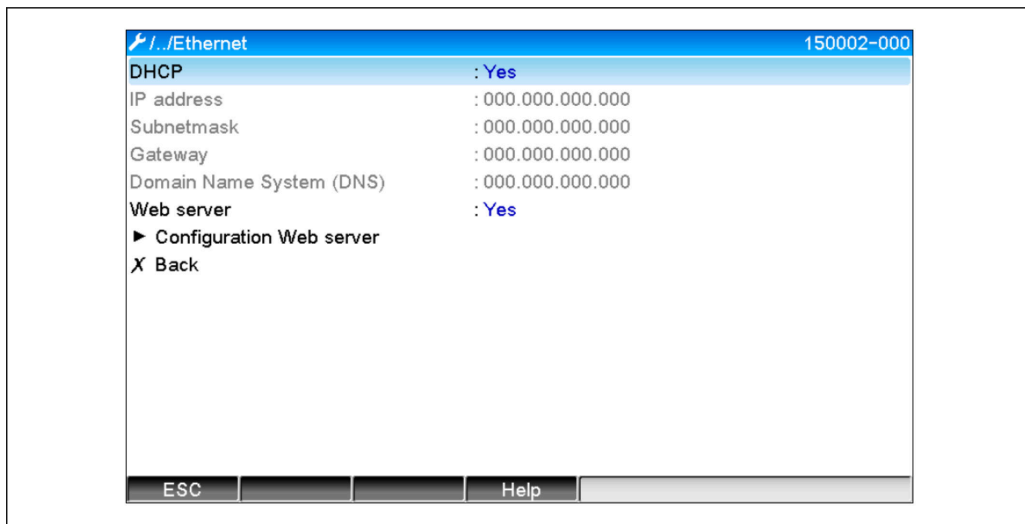 /../Ethernet 150002-000
DHCP : Yes
IP address : 000.000.000.000
Subnetmask : 000.000.000.000
Gateway : 000.000.000.000
Domain Name System (DNS) : 000.000.000.000
Web server : Yes
► Configuration Web server
X Back
ESC Help